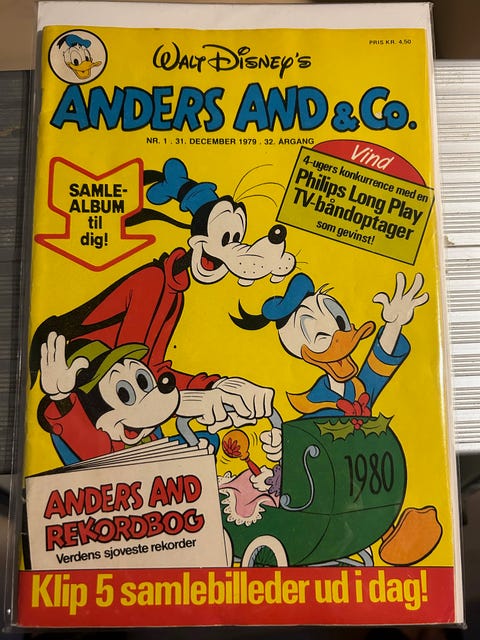 PRIS KR. 4,50
WALT DISNEY'S
ANDERS AND & Co.
NR. 1 . 31. DECEMBER 1979 . 32. ÅRGANG
SAMLE-
ALBUM
til
dig!
Vind
4-ugers konkurrence med en
Philips Long Play
TV-båndoptager
som gevinst!
1980
ANDERS AND
REKORDBOG
Verdens sjoveste rekorder
Klip 5 samlebilleder ud i dag!